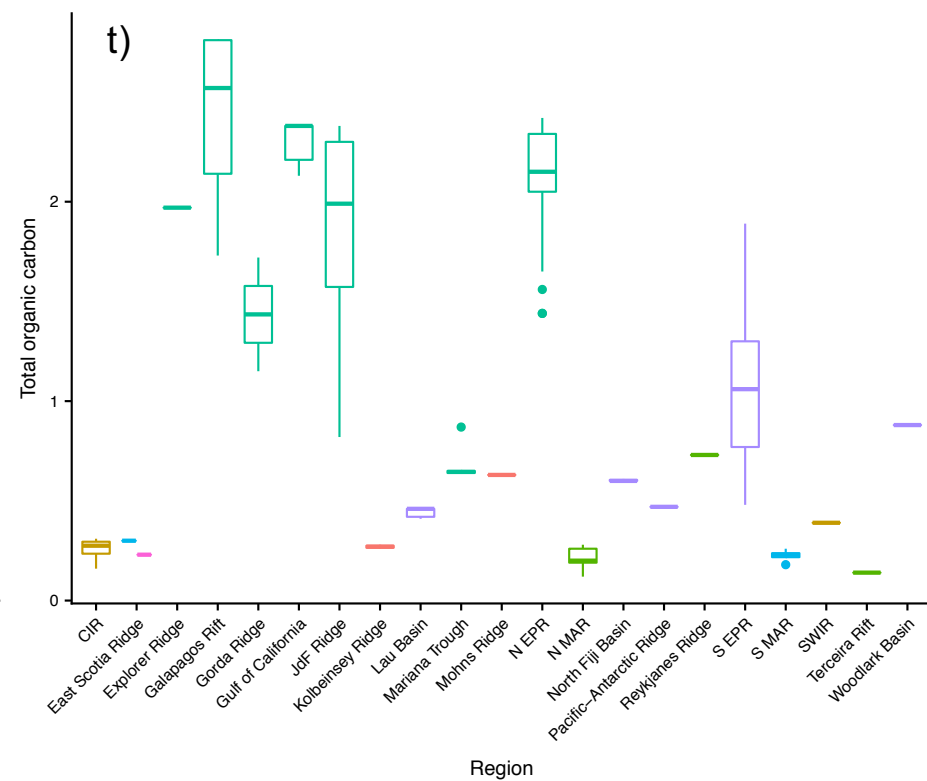 t)
Total organic carbon
2
1
0
CIR
East Scotia Ridge
Explorer Ridge
Galapagos Rift
Gorda Ridge
Gulf of California
JdF Ridge
Kolbeinsey Ridge
Lau Basin
Mariana Trough
Mohns Ridge
N EPR
N MAR
North Fiji Basin
Pacific−Antarctic Ridge
Reykjanes Ridge
S EPR
S MAR
SWIR
Terceira Rift
Woodlark Basin
Region